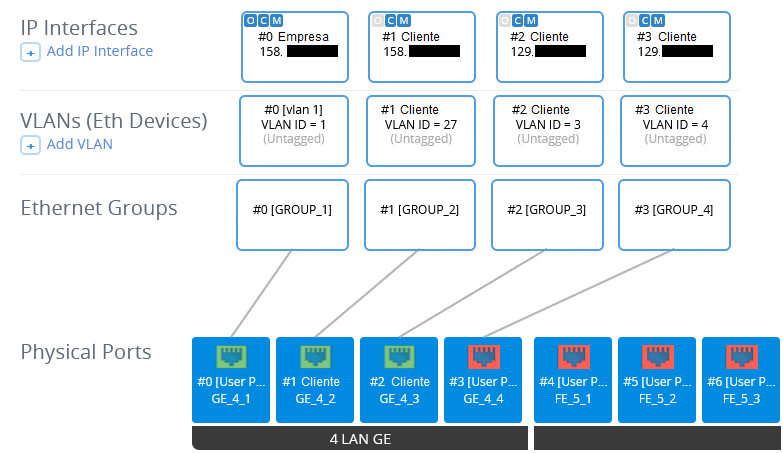 IP Interfaces
+ Add IP Interface
O C M
#0 Empresa
158.
O C M
#1 Cliente
158.
O C M
#2 Cliente
129.
O C M
#3 Cliente
129.
VLANs (Eth Devices)
+ Add VLAN
#0 [vlan 1]
VLAN ID = 1
(Untagged)
#1 Cliente
VLAN ID = 27
(Untagged)
#2 Cliente
VLAN ID = 3
(Untagged)
#3 Cliente
VLAN ID = 4
(Untagged)
Ethernet Groups
#0 [GROUP_1]
#1 [GROUP_2]
#2 [GROUP_3]
#3 [GROUP_4]
Physical Ports
#0 [User P...
GE_4_1
#1 Cliente
GE_4_2
#2 Cliente
GE_4_3
#3 [User P...
GE_4_4
#4 [User P...
FE_5_1
#5 [User P...
FE_5_2
#6 [User P...
FE_5_3
4 LAN GE